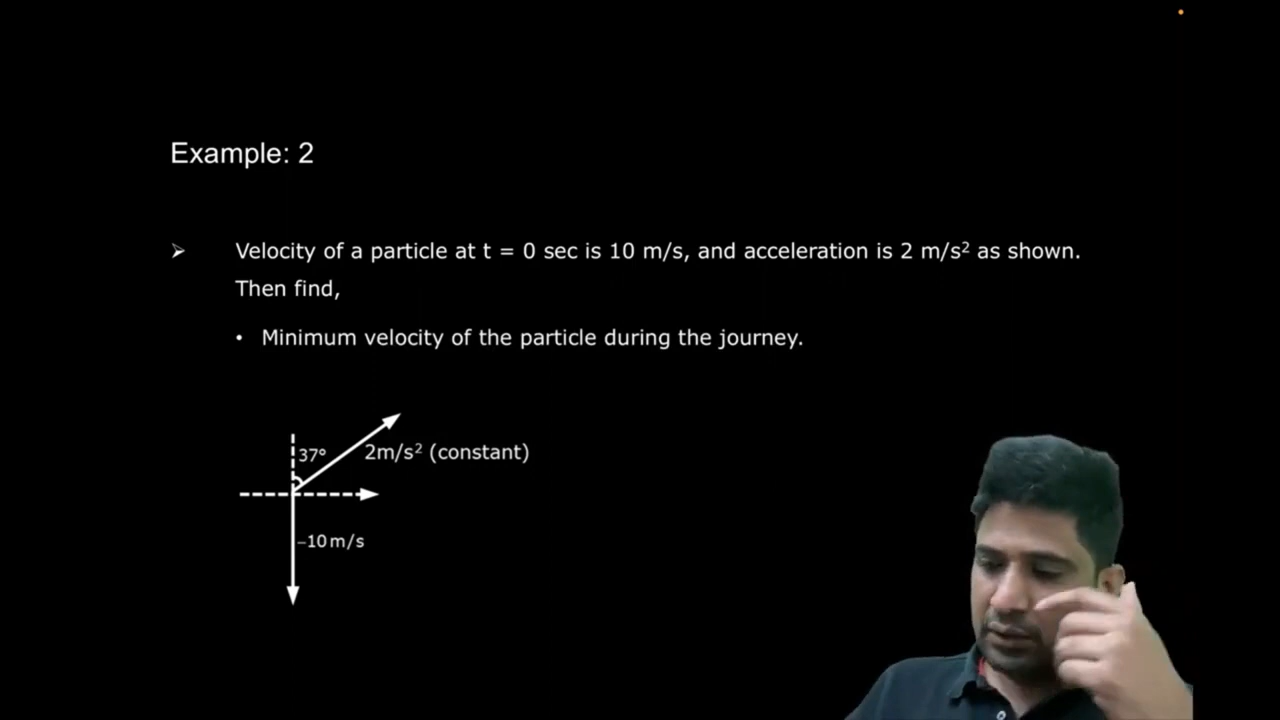 Example: 2
➢ Velocity of a particle at t = 0 sec is 10 m/s, and acceleration is 2 m/s² as shown.
Then find,
• Minimum velocity of the particle during the journey.
37°
2m/s² (constant)
–10 m/s